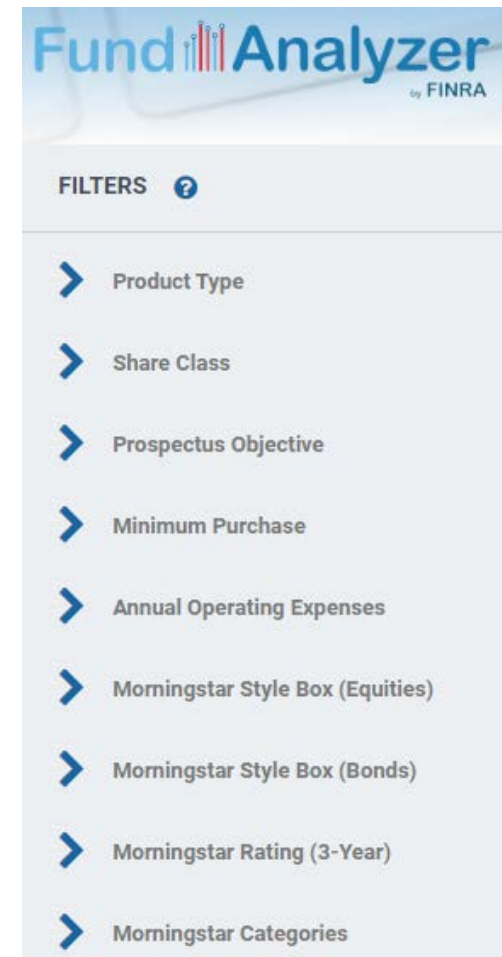 Fund Analyzer
by FINRA
FILTERS ?
Product Type
Share Class
Prospectus Objective
Minimum Purchase
Annual Operating Expenses
Morningstar Style Box (Equities)
Morningstar Style Box (Bonds)
Morningstar Rating (3-Year)
Morningstar Categories